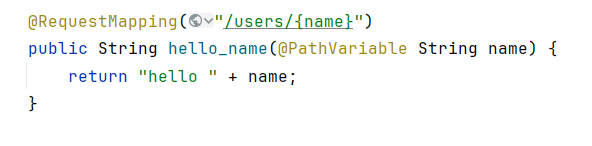 @RequestMapping("/users/{name}")
public String hello_name(@PathVariable String name) {
    return "hello " + name;
}